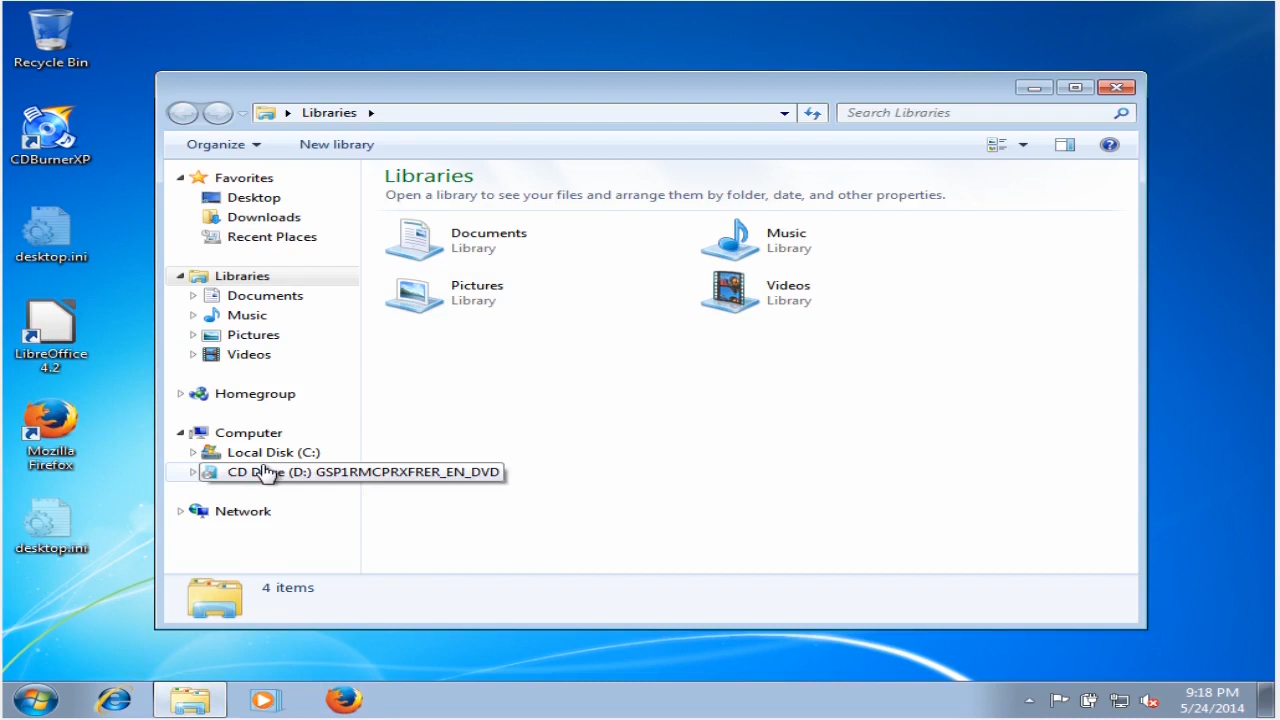 Recycle Bin
CDBurnerXP
desktop.ini
LibreOffice
4.2
Mozilla
Firefox
desktop.ini
Libraries
Search Libraries
Organize
New library
Favorites
Desktop
Downloads
Recent Places
Libraries
Documents
Music
Pictures
Videos
Homegroup
Computer
Local Disk (C:)
CD Drive (D:) GSP1RMCPRXFRER_EN_DVD
Network
Libraries
Open a library to see your files and arrange them by folder, date, and other properties.
Documents
Library
Music
Library
Pictures
Library
Videos
Library
4 items
9:18 PM
5/24/2014